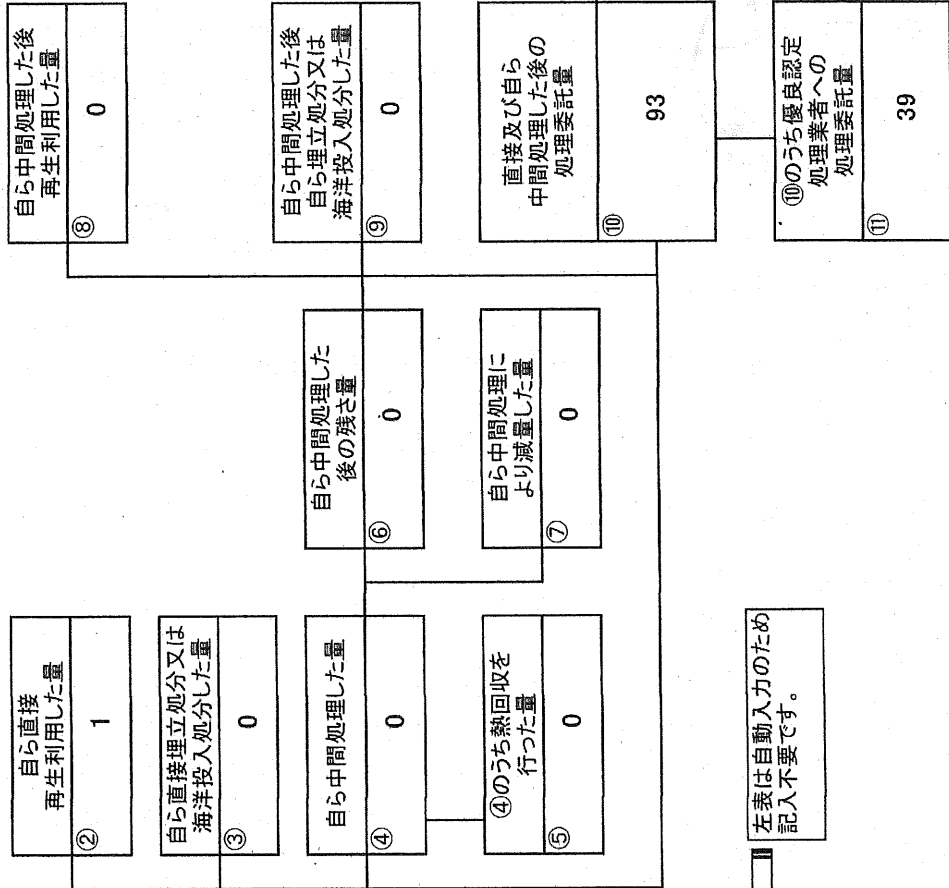 自ら直接
再生利用した量
②
1
自ら直接埋立処分又は
海洋投入処分した量
③
0
自ら中間処理した量
④
0
④のうち熱回収を
行った量
⑤
0
自ら中間処理した
後の残さ量
⑥
0
自ら中間処理に
より減量した量
⑦
0
自ら中間処理した後
再生利用した量
⑧
0
自ら中間処理した後
自ら埋立処分又は
海洋投入処分した量
⑨
0
直接及び自ら
中間処理した後の
処理委託量
⑩
93
⑩のうち優良認定
処理業者への
処理委託量
⑪
39
左表は自動入力のため
記入不要です。